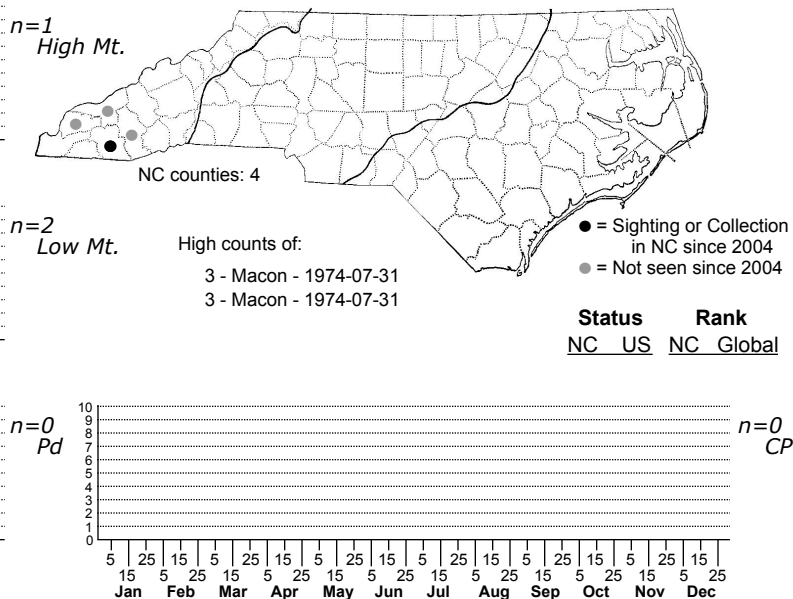 n=1
High Mt.
NC counties: 4
n=2
Low Mt.
High counts of:
3 - Macon - 1974-07-31
3 - Macon - 1974-07-31
= Sighting or Collection
in NC since 2004
= Not seen since 2004
Status Rank
NC US NC Global
n=0
Pd
n=0
CP
10
9
8
7
6
5
4
3
2
1
0
5 25 15 5 25 15 5 25 15 5 25 15 5 25 15 5 25 15
15 5 25 15 5 25 15 5 25 15 5 25 15 5 25 15 5 25
Jan Feb Mar Apr May Jun Jul Aug Sep Oct Nov Dec